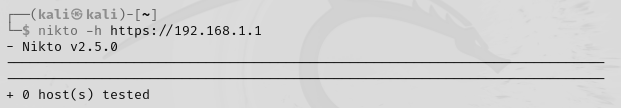 ┌──(kali㉿kali)-[~]
└─$ nikto -h https://192.168.1.1
- Nikto v2.5.0
+ 0 host(s) tested